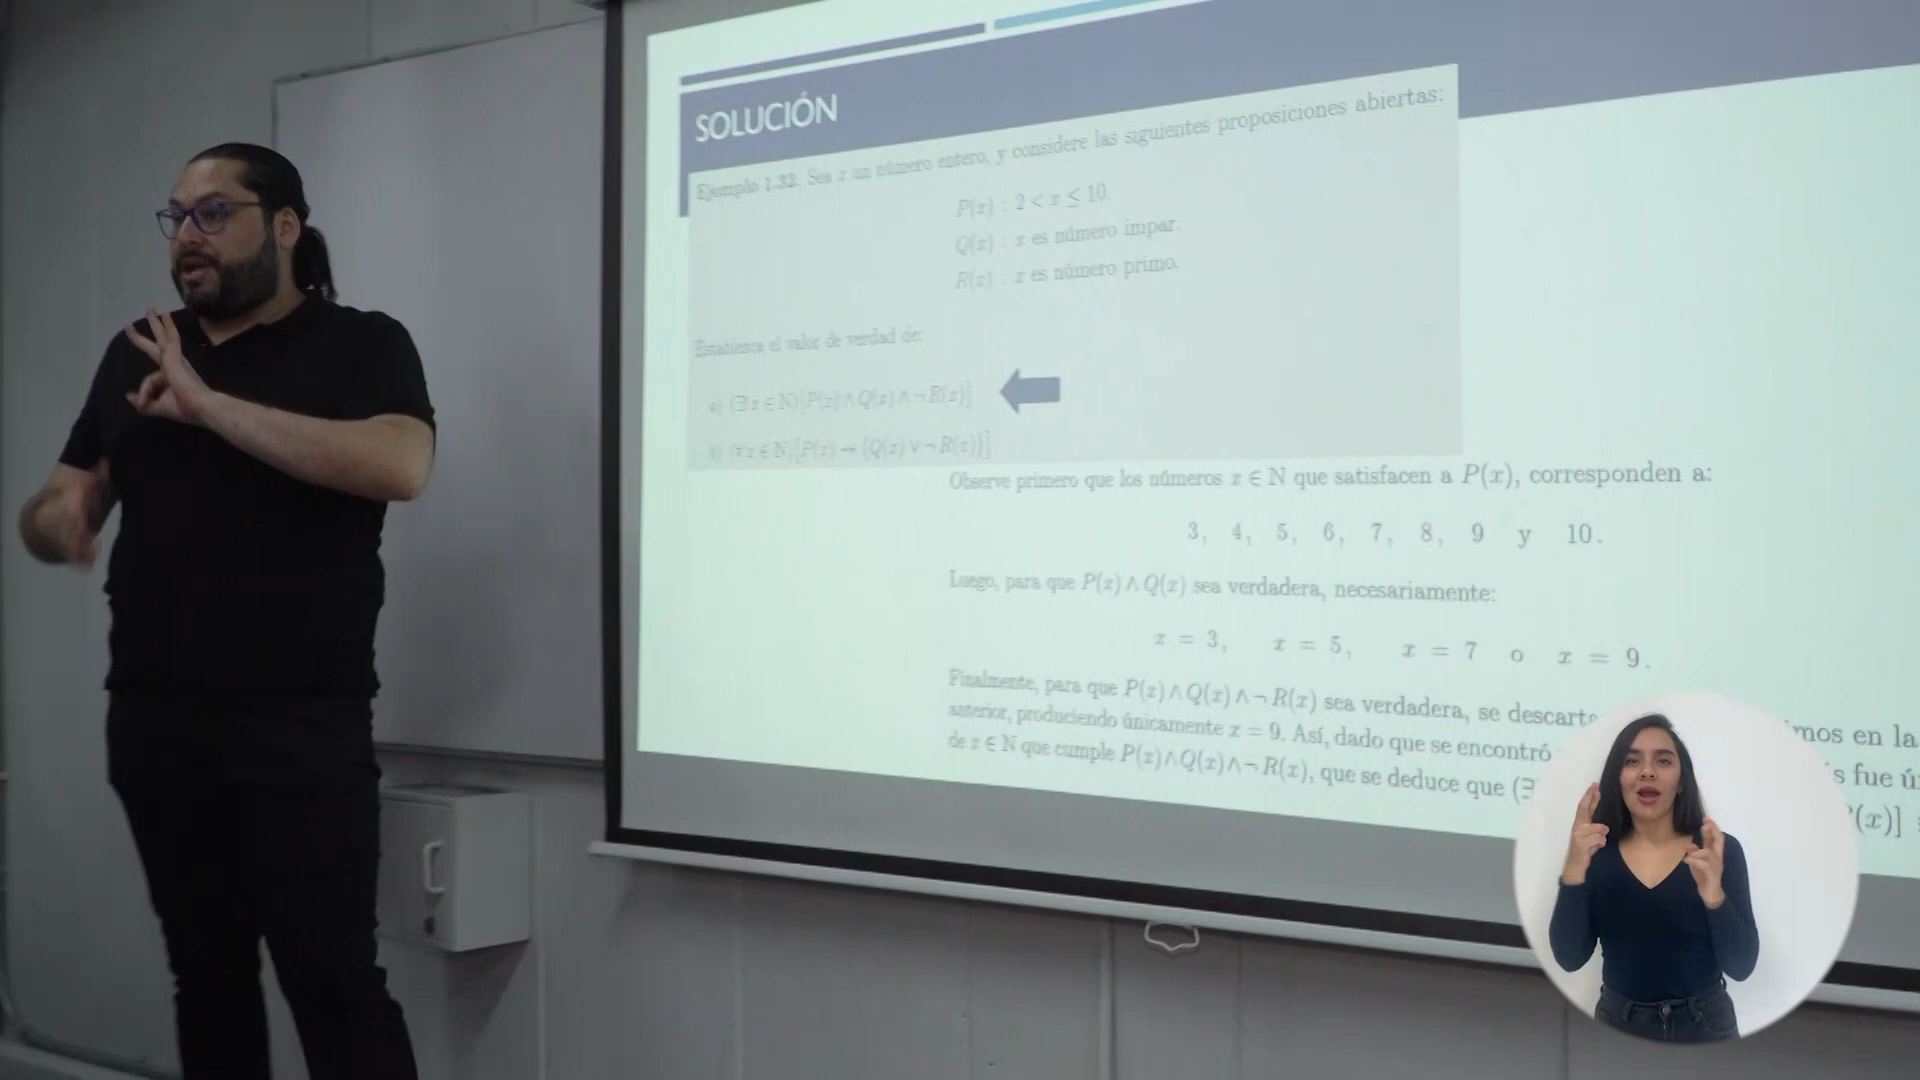 SOLUCIÓN
Ejemplo 1.33. Sea x un número entero, y considere las siguientes proposiciones abiertas:
P(x) : 2 < x ≤ 10.
Q(x) : x es número impar.
R(x) : x es número primo.
Establezca el valor de verdad de:
a) (∃x ∈ ℕ)[P(x) ∧ Q(x) ∧ ¬R(x)]
b) (∀x ∈ ℕ)[P(x) → (Q(x) ∨ ¬R(x))]
Observe primero que los números x ∈ ℕ que satisfacen a P(x), corresponden a:
3, 4, 5, 6, 7, 8, 9 y 10.
Luego, para que P(x) ∧ Q(x) sea verdadera, necesariamente:
x = 3, x = 5, x = 7 o x = 9.
Finalmente, para que P(x) ∧ Q(x) ∧ ¬R(x) sea verdadera, se descarta mos en la
anterior, produciendo únicamente x = 9. Así, dado que se encontró s fue ú
de x ∈ ℕ que cumple P(x) ∧ Q(x) ∧ ¬R(x), que se deduce que (∃ (x)]